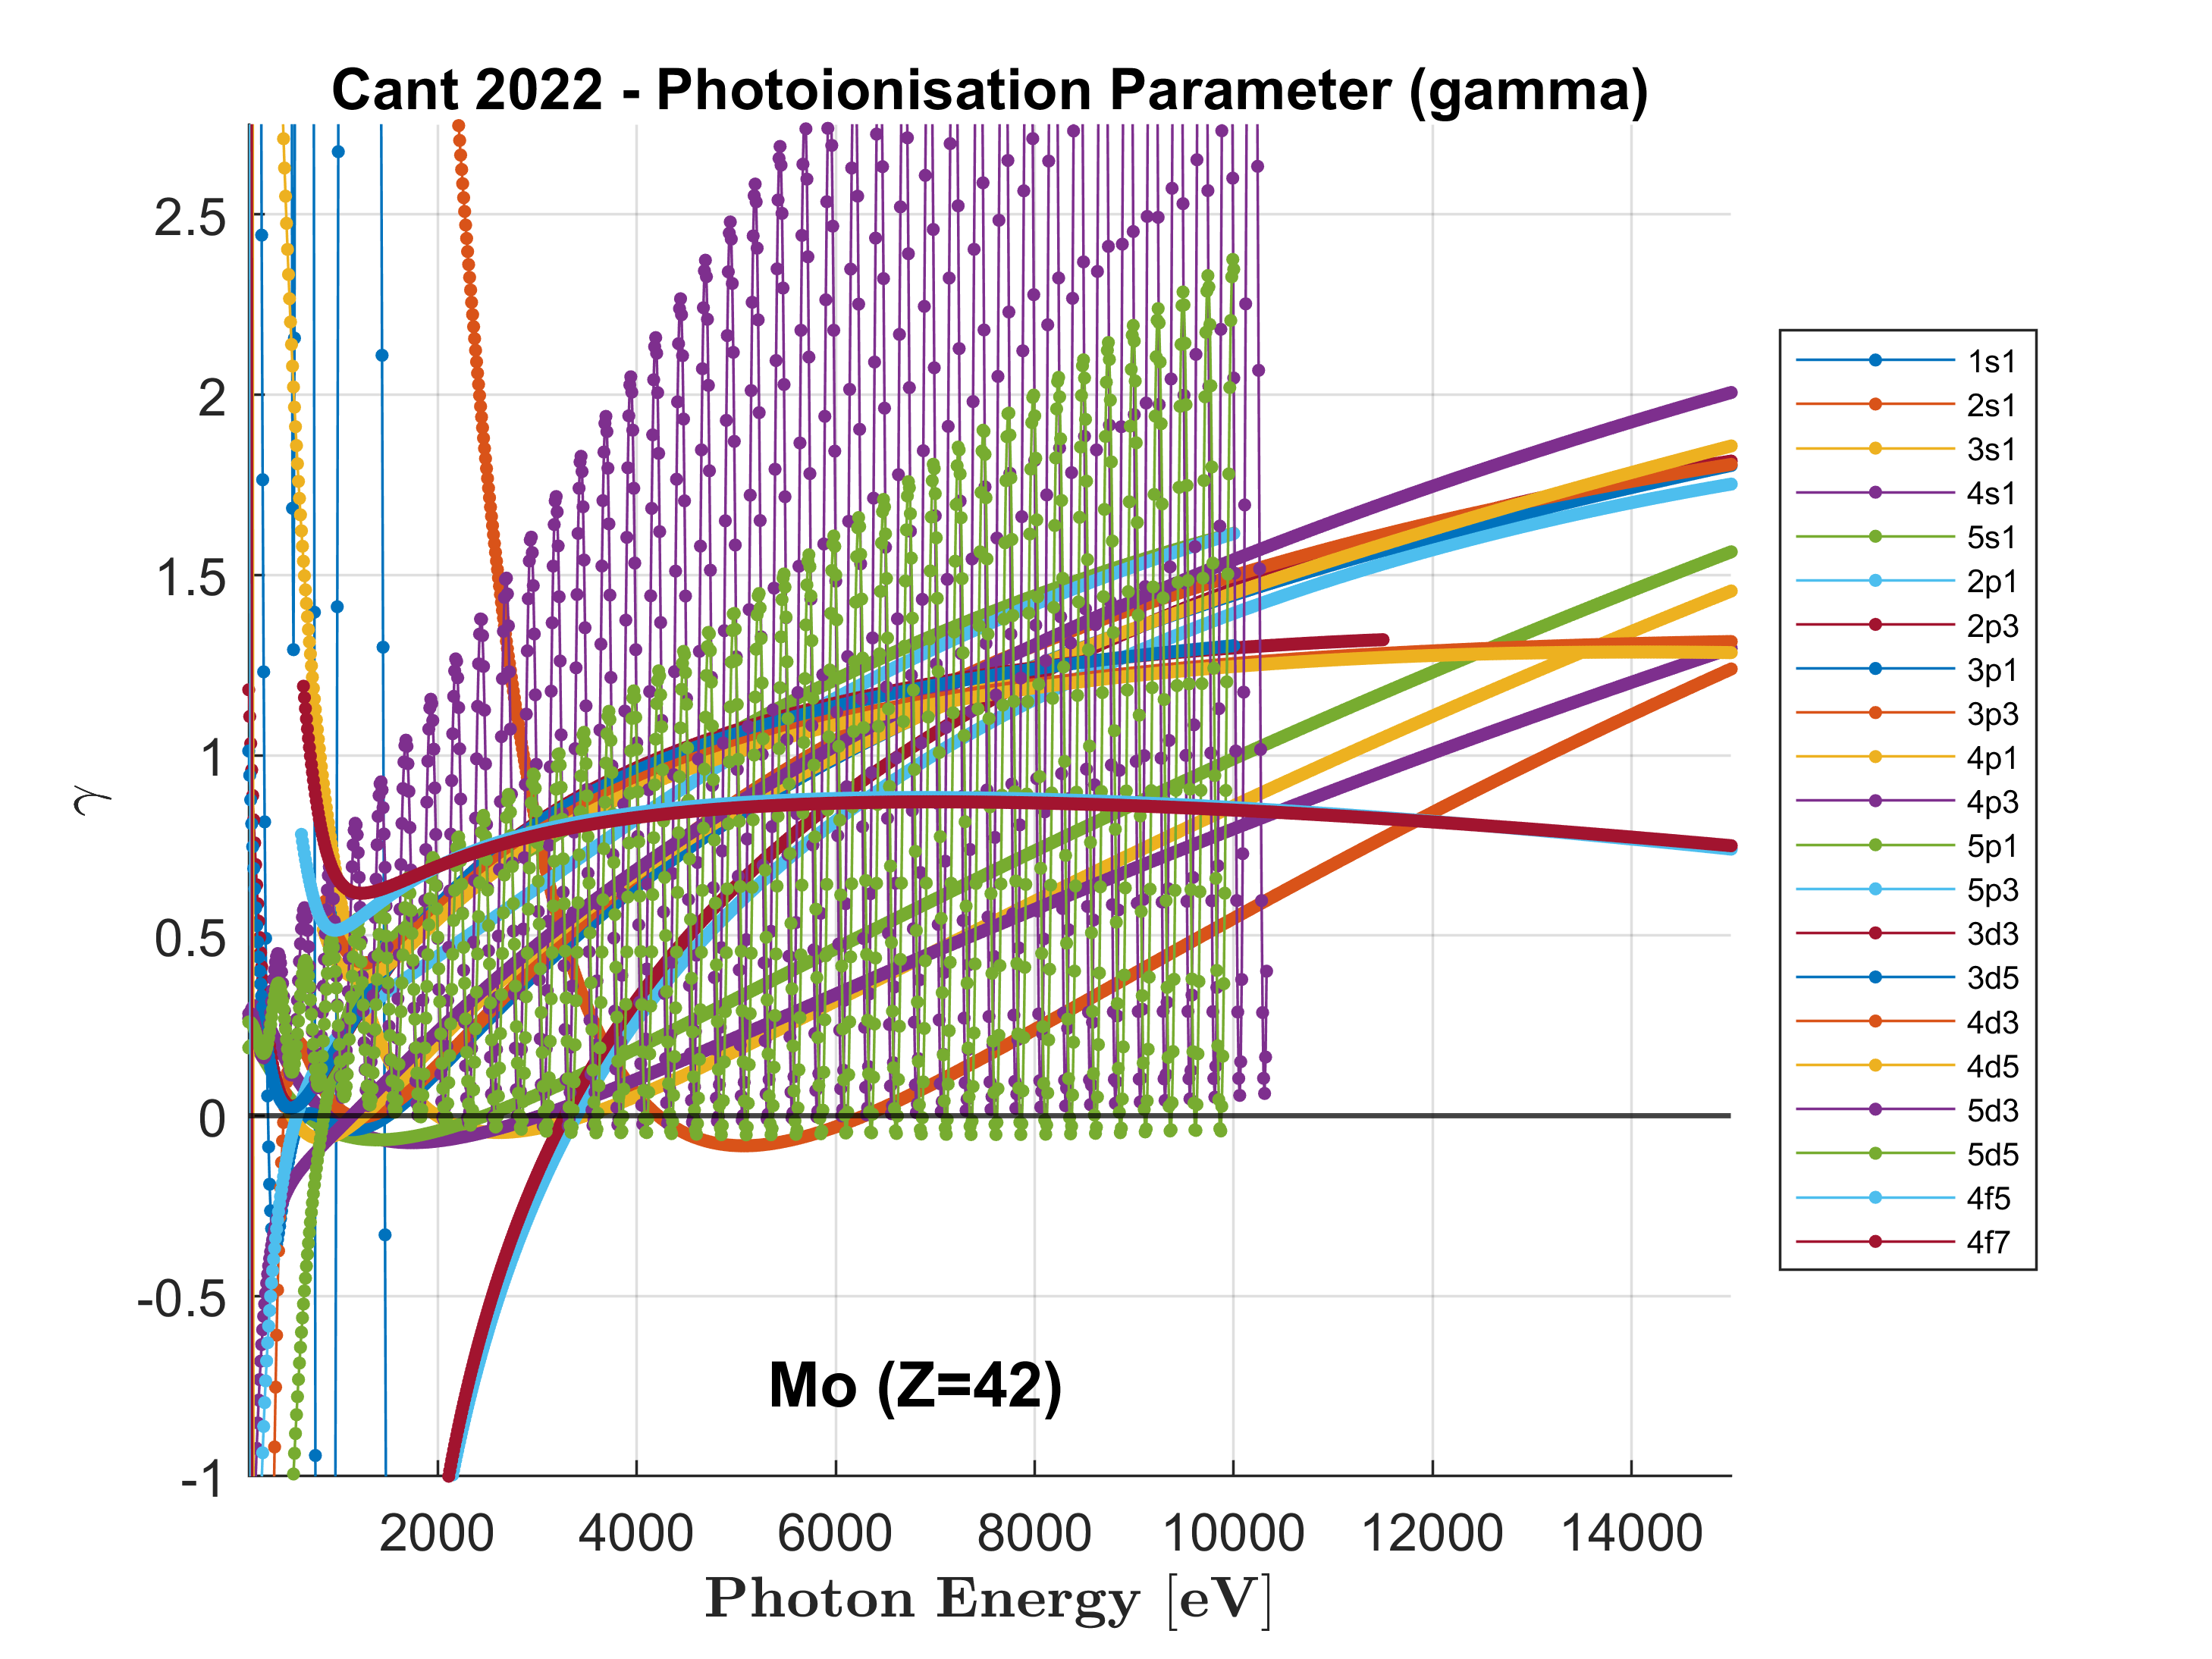 Cant 2022 - Photoionisation Parameter (gamma)
2.5
2
1.5
1
0.5
0
-0.5
-1
γ
Mo (Z=42)
2000 4000 6000 8000 10000 12000 14000
Photon Energy [eV]
1s1
2s1
3s1
4s1
5s1
2p1
2p3
3p1
3p3
4p1
4p3
5p1
5p3
3d3
3d5
4d3
4d5
5d3
5d5
4f5
4f7